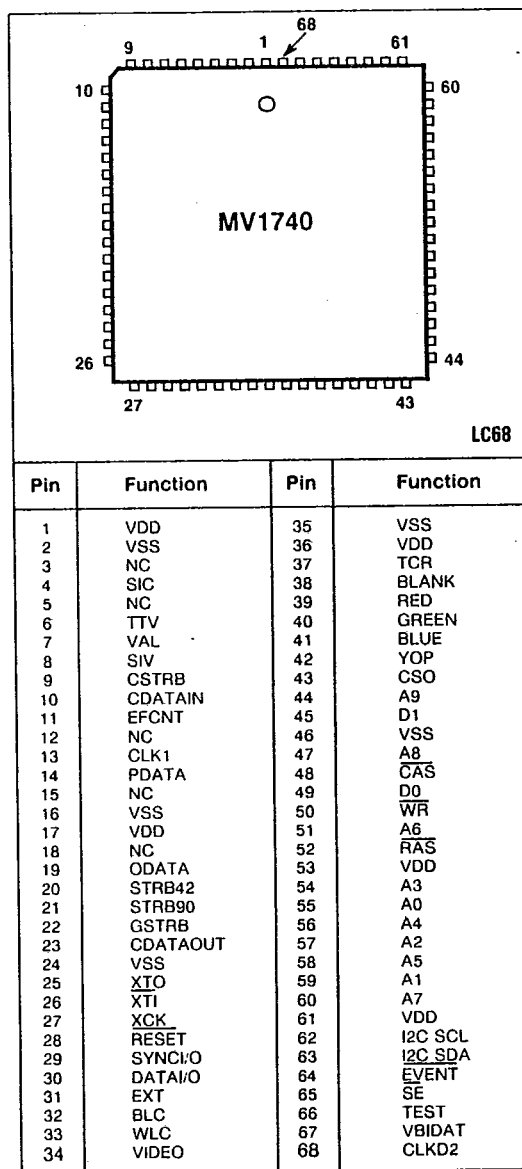 68
9 1 61
10 60
MV1740
26 44
27 43
LC68
Pin Function Pin Function
1 VDD 35 VSS
2 VSS 36 VDD
3 NC 37 TCR
4 SIC 38 BLANK
5 NC 39 RED
6 TTV 40 GREEN
7 VAL 41 BLUE
8 SIV 42 YOP
9 CSTRB 43 CSO
10 CDATAIN 44 A9
11 EFCNT 45 D1
12 NC 46 VSS
13 CLK1 47 A8
14 PDATA 48 CAS
15 NC 49 D0
16 VSS 50 WR
17 VDD 51 A6
18 NC 52 RAS
19 ODATA 53 VDD
20 STRB42 54 A3
21 STRB90 55 A0
22 GSTRB 56 A4
23 CDATAOUT 57 A2
24 VSS 58 A5
25 XTO 59 A1
26 XTI 60 A7
27 XCK 61 VDD
28 RESET 62 I2C SCL
29 SYNCI/O 63 I2C SDA
30 DATAI/O 64 EVENT
31 EXT 65 SE
32 BLC 66 TEST
33 WLC 67 VBIDAT
34 VIDEO 68 CLKD2